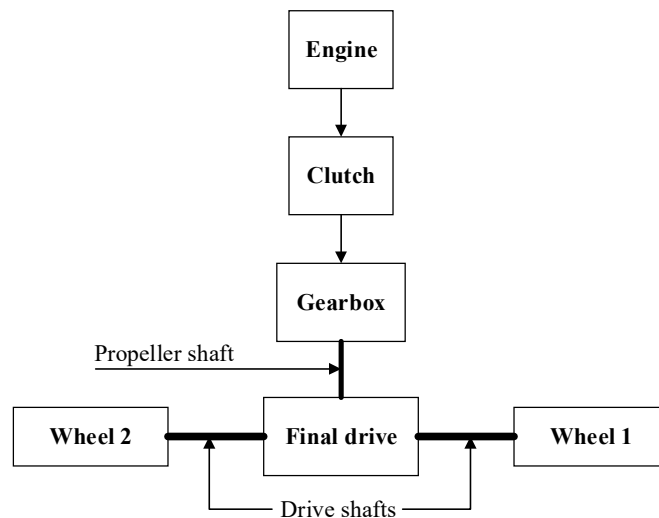 Engine
Clutch
Gearbox
Propeller shaft
Wheel 2
Final drive
Wheel 1
Drive shafts